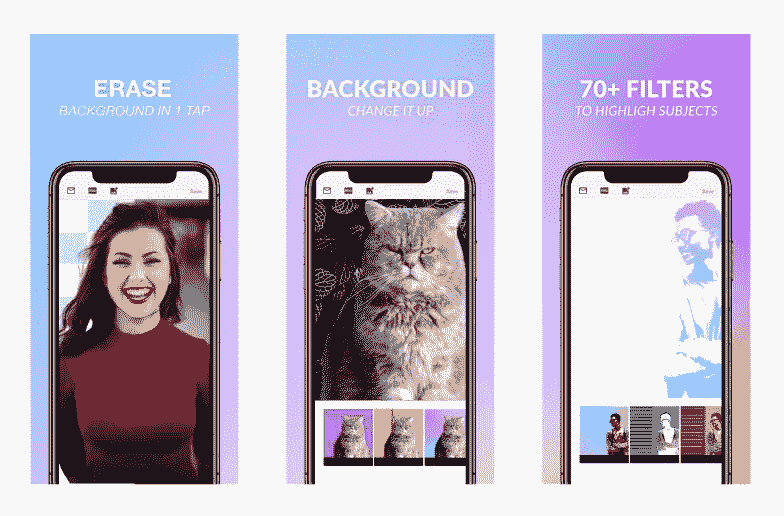 ERASE
BACKGROUND IN 1 TAP
BACKGROUND
CHANGE IT UP
70+ FILTERS
TO HIGHLIGH SUBJECTS
Save
Save
Save